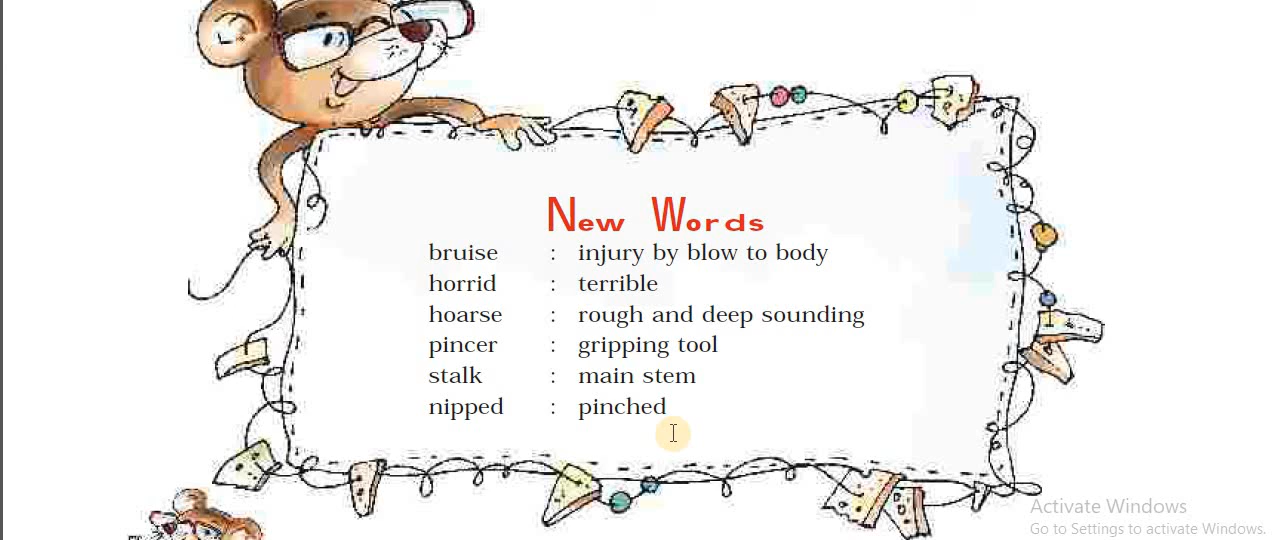 New Words
bruise : injury by blow to body
horrid : terrible
hoarse : rough and deep sounding
pincer : gripping tool
stalk : main stem
nipped : pinched
Activate Windows
Go to Settings to activate Windows.